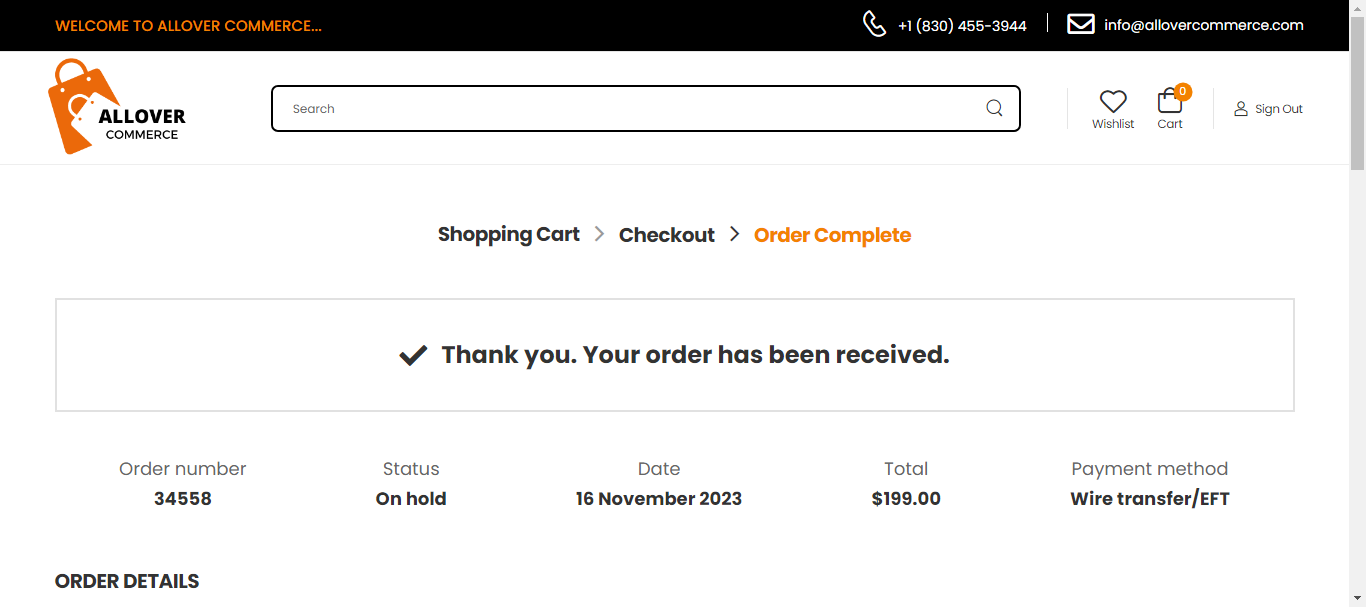 WELCOME TO ALLOVER COMMERCE...
+1 (830) 455-3944
info@allovercommerce.com
ALLOVER
COMMERCE
Search
0
Wishlist
Cart
Sign Out
Shopping Cart > Checkout > Order Complete
Thank you. Your order has been received.
Order number Status Date Total Payment method
34558 On hold 16 November 2023 $199.00 Wire transfer/EFT
ORDER DETAILS